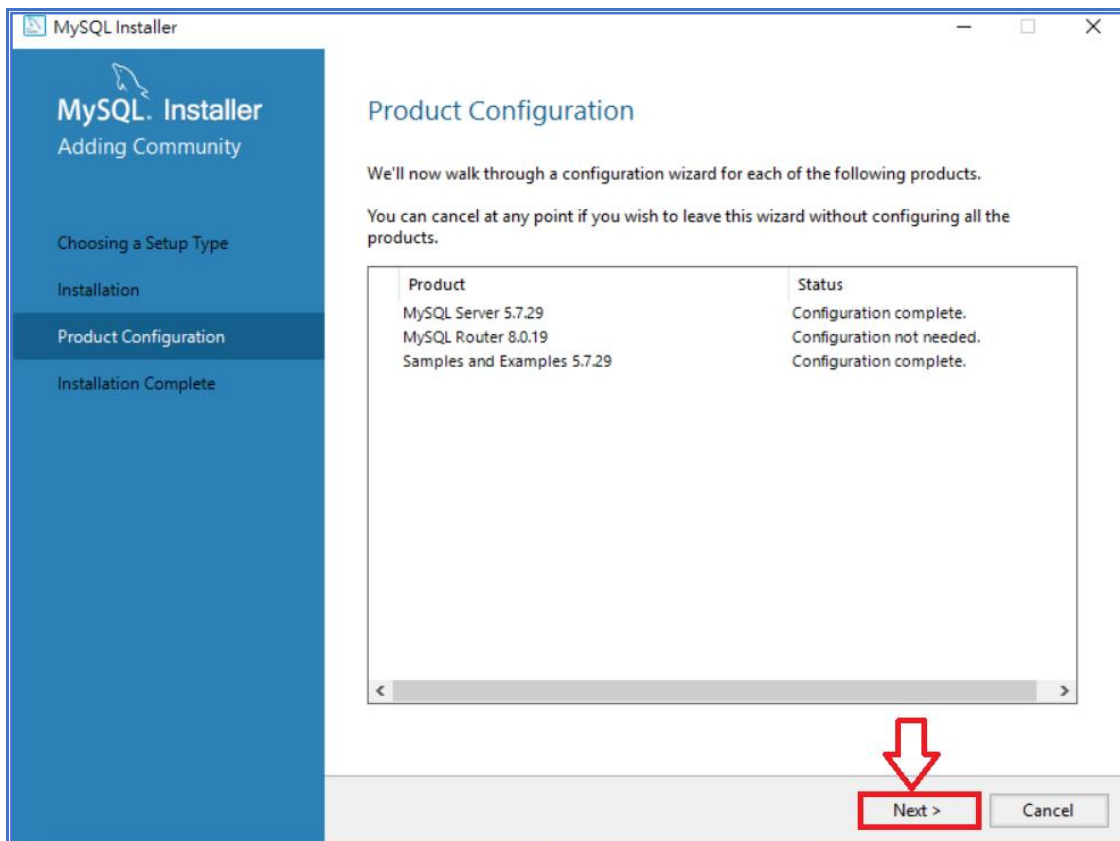 MySQL Installer
MySQL. Installer
Adding Community
Choosing a Setup Type
Installation
Product Configuration
Installation Complete
Product Configuration
We'll now walk through a configuration wizard for each of the following products.
You can cancel at any point if you wish to leave this wizard without configuring all the
products.
Product Status
MySQL Server 5.7.29 Configuration complete.
MySQL Router 8.0.19 Configuration not needed.
Samples and Examples 5.7.29 Configuration complete.
Next > Cancel